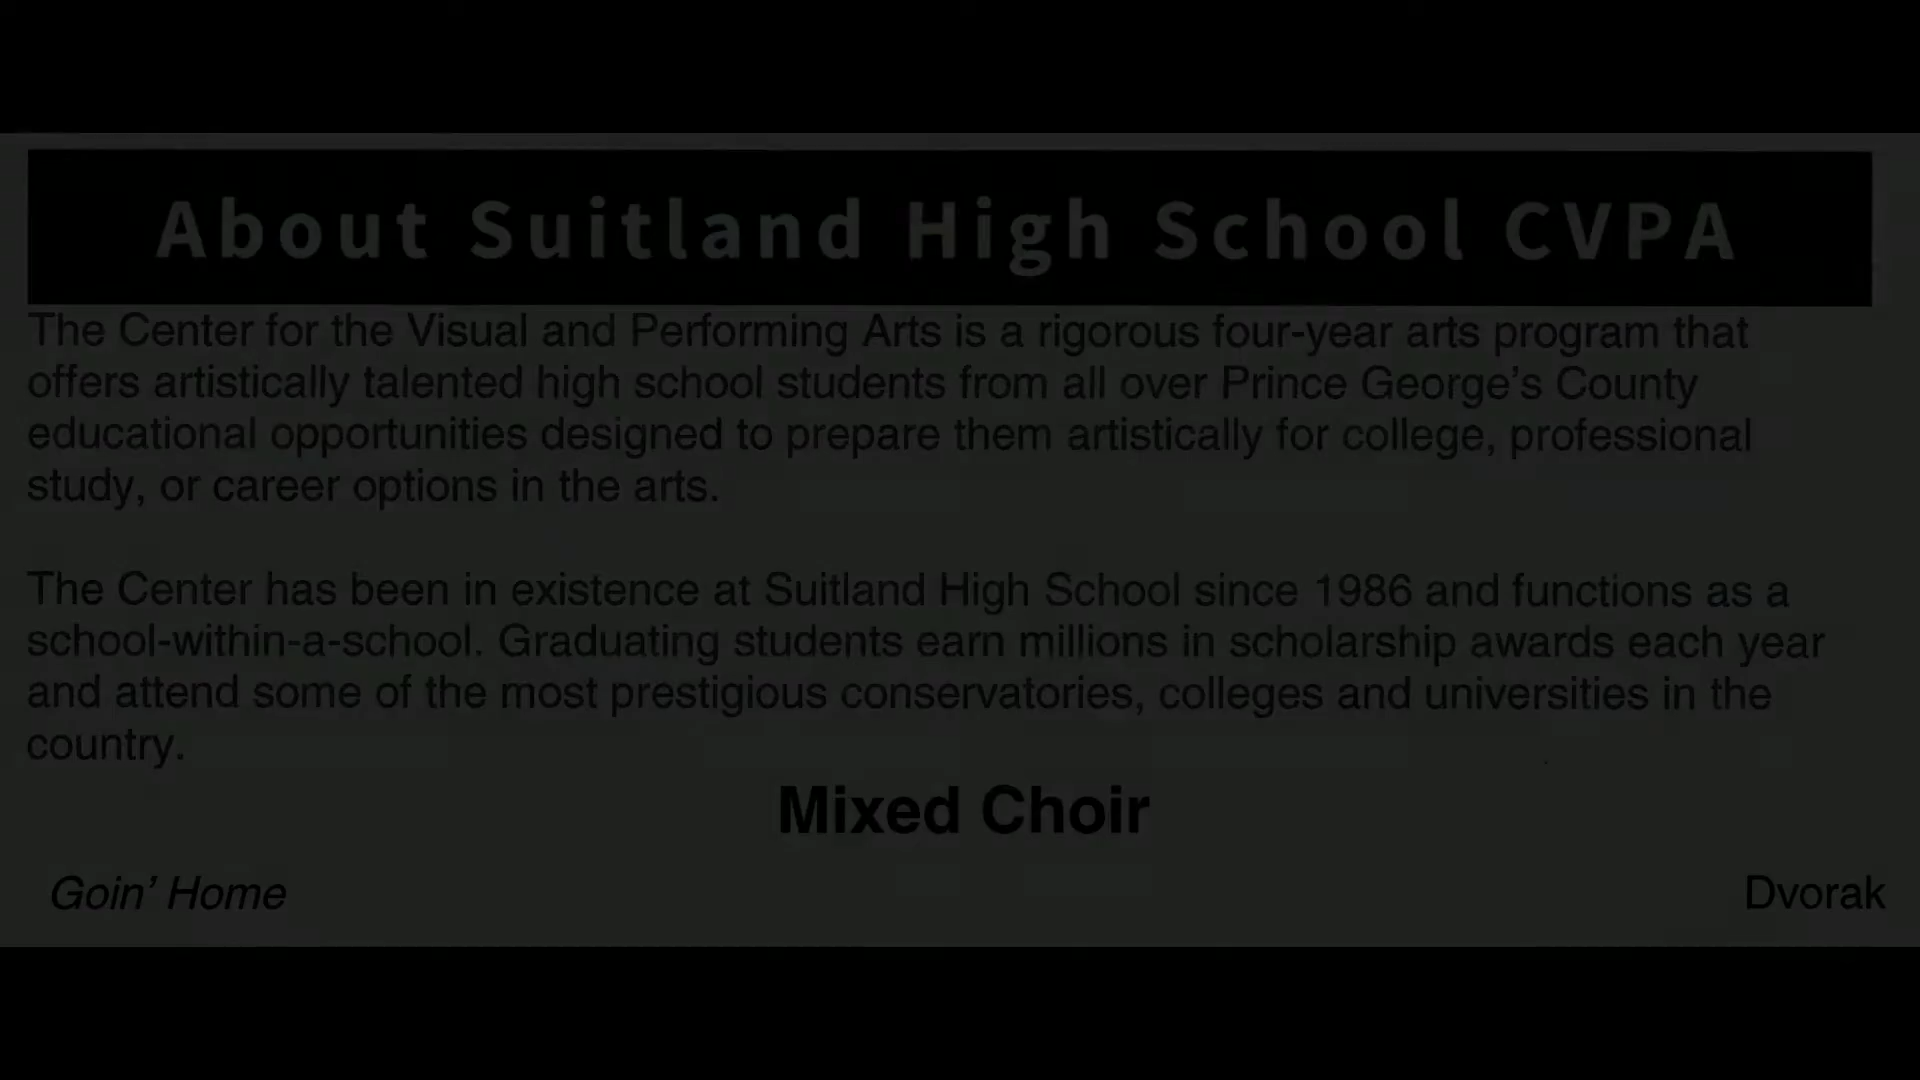 About Suitland High School CVPA
The Center for the Visual and Performing Arts is a rigorous four-year arts program that
offers artistically talented high school students from all over Prince George's County
educational opportunities designed to prepare them artistically for college, professional
study, or career options in the arts.
The Center has been in existence at Suitland High School since 1986 and functions as a
school-within-a-school. Graduating students earn millions in scholarship awards each year
and attend some of the most prestigious conservatories, colleges and universities in the
country.
Mixed Choir
Goin' Home Dvorak